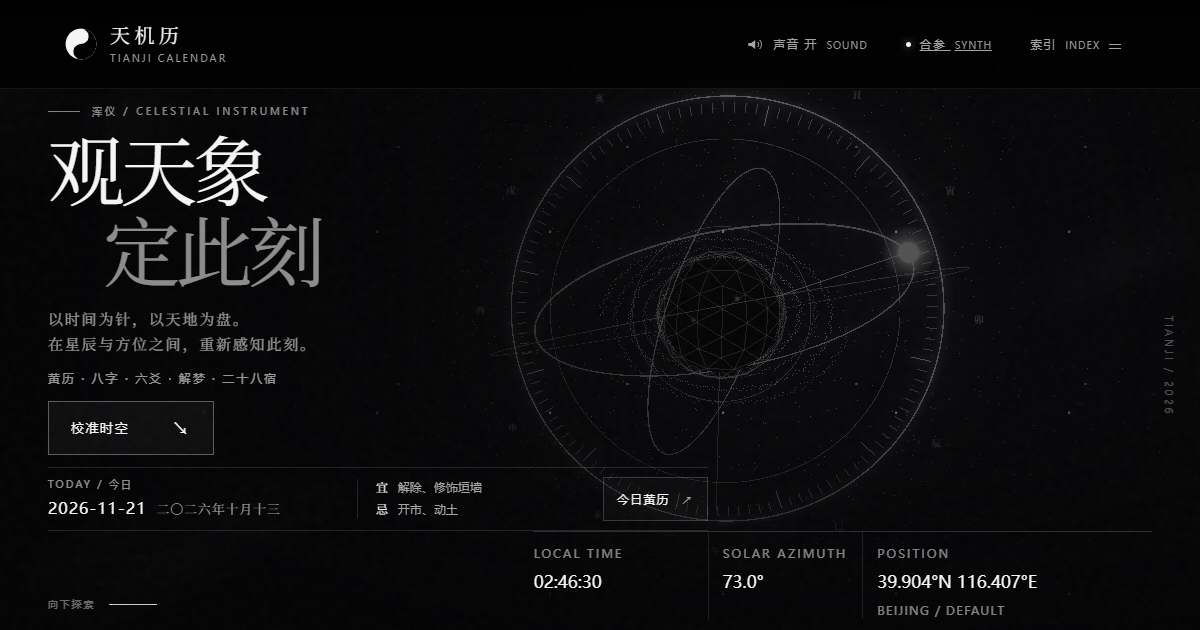 天机历
TIANJI CALENDAR
声音 开 SOUND
合参 SYNTH
索引 INDEX
浑仪 / CELESTIAL INSTRUMENT
观天象
定此刻
以时间为针，以天地为盘。
在星辰与方位之间，重新感知此刻。
黄历 · 八字 · 六爻 · 解梦 · 二十八宿
校准时空 ↘
TODAY / 今日
2026-11-21 二〇二六年十月十三
宜 解除、修饰垣墙
忌 开市、动土
今日黄历 ↗
LOCAL TIME
02:46:30
SOLAR AZIMUTH
73.0°
POSITION
39.904°N 116.407°E
BEIJING / DEFAULT
向下探索
TIANJI / 2026
亥
丑
寅
卯
戌